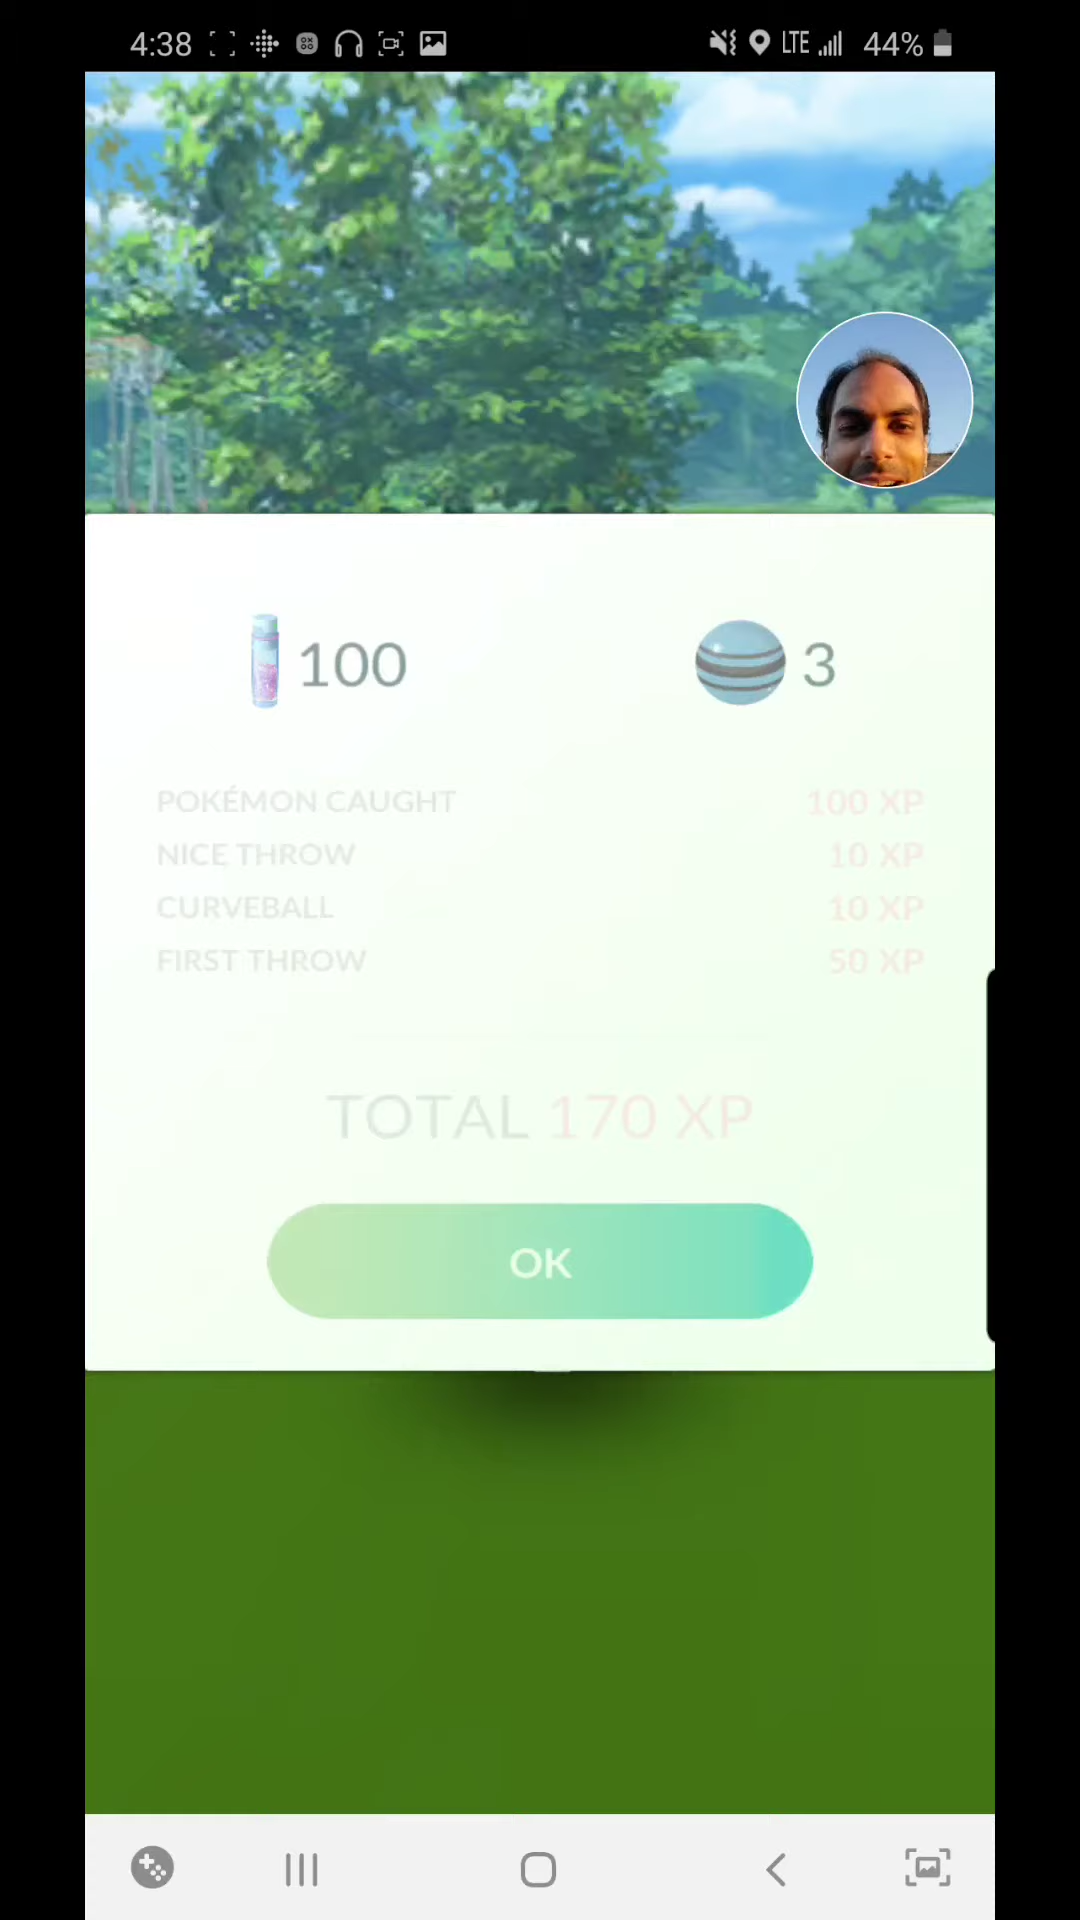 4:38 LTE 44%
100 3
POKÉMON CAUGHT 100 XP
NICE THROW 10 XP
CURVEBALL 10 XP
FIRST THROW 50 XP
TOTAL 170 XP
OK